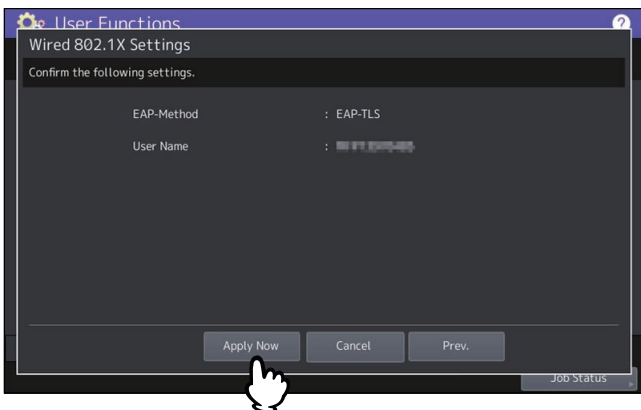 User Functions
?
Wired 802.1X Settings
Confirm the following settings.
EAP-Method : EAP-TLS
User Name :
Apply Now Cancel Prev.
Job Status